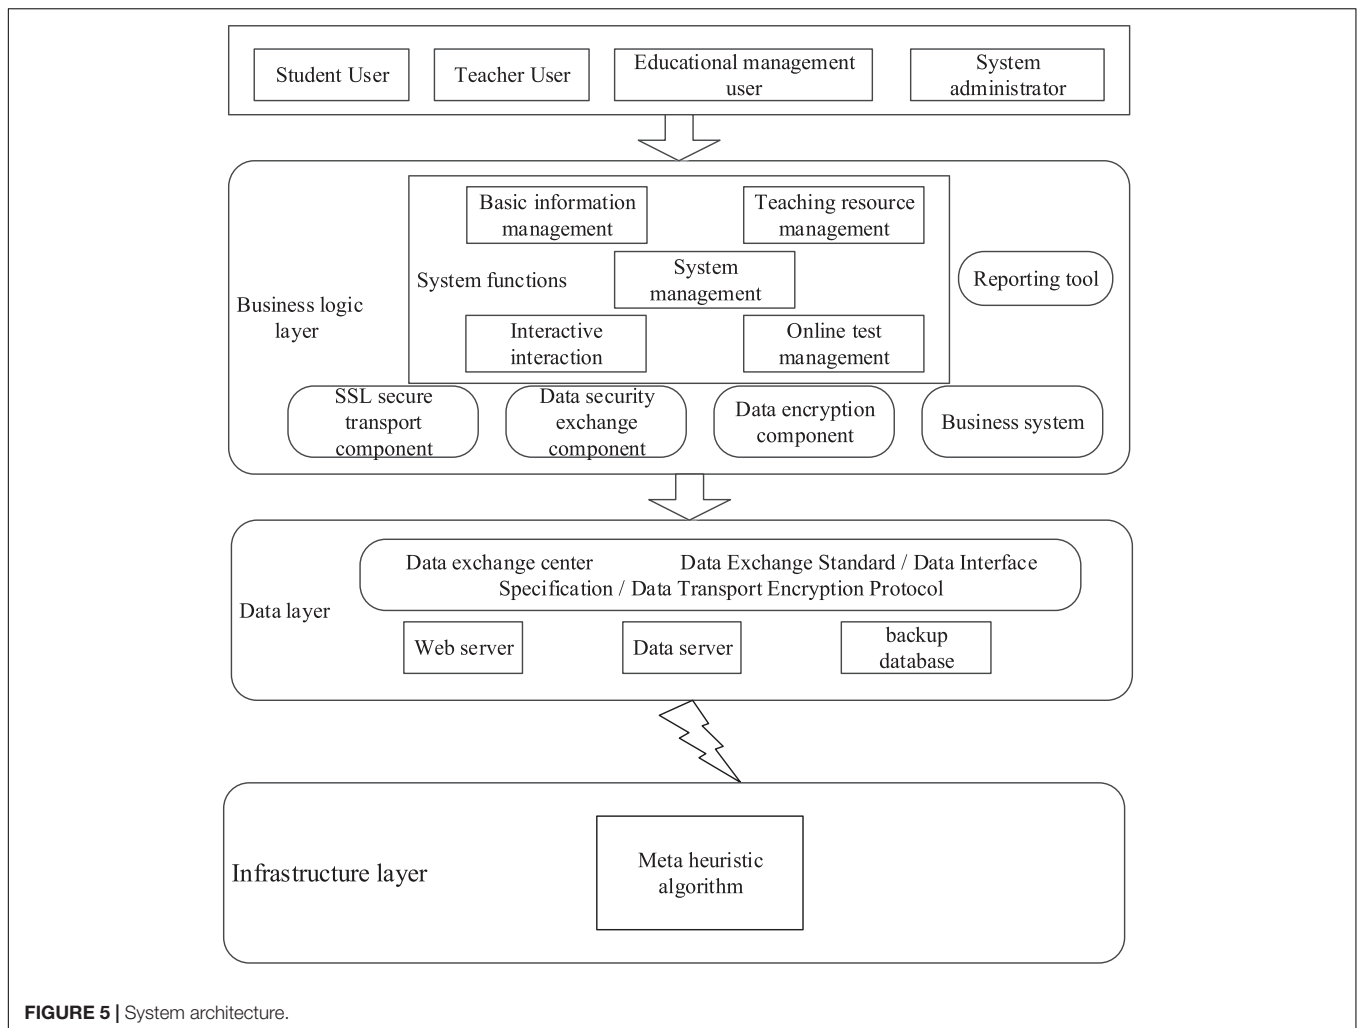 Student User
Teacher User
Educational management
user
System
administrator
Basic information
management
Teaching resource
management
System functions
System
management
Reporting tool
Business logic
layer
Interactive
interaction
Online test
management
SSL secure
transport
component
Data security
exchange
component
Data encryption
component
Business system
Data exchange center Data Exchange Standard / Data Interface
Specification / Data Transport Encryption Protocol
Data layer
Web server
Data server
backup
database
Infrastructure layer
Meta heuristic
algorithm
FIGURE 5 | System architecture.